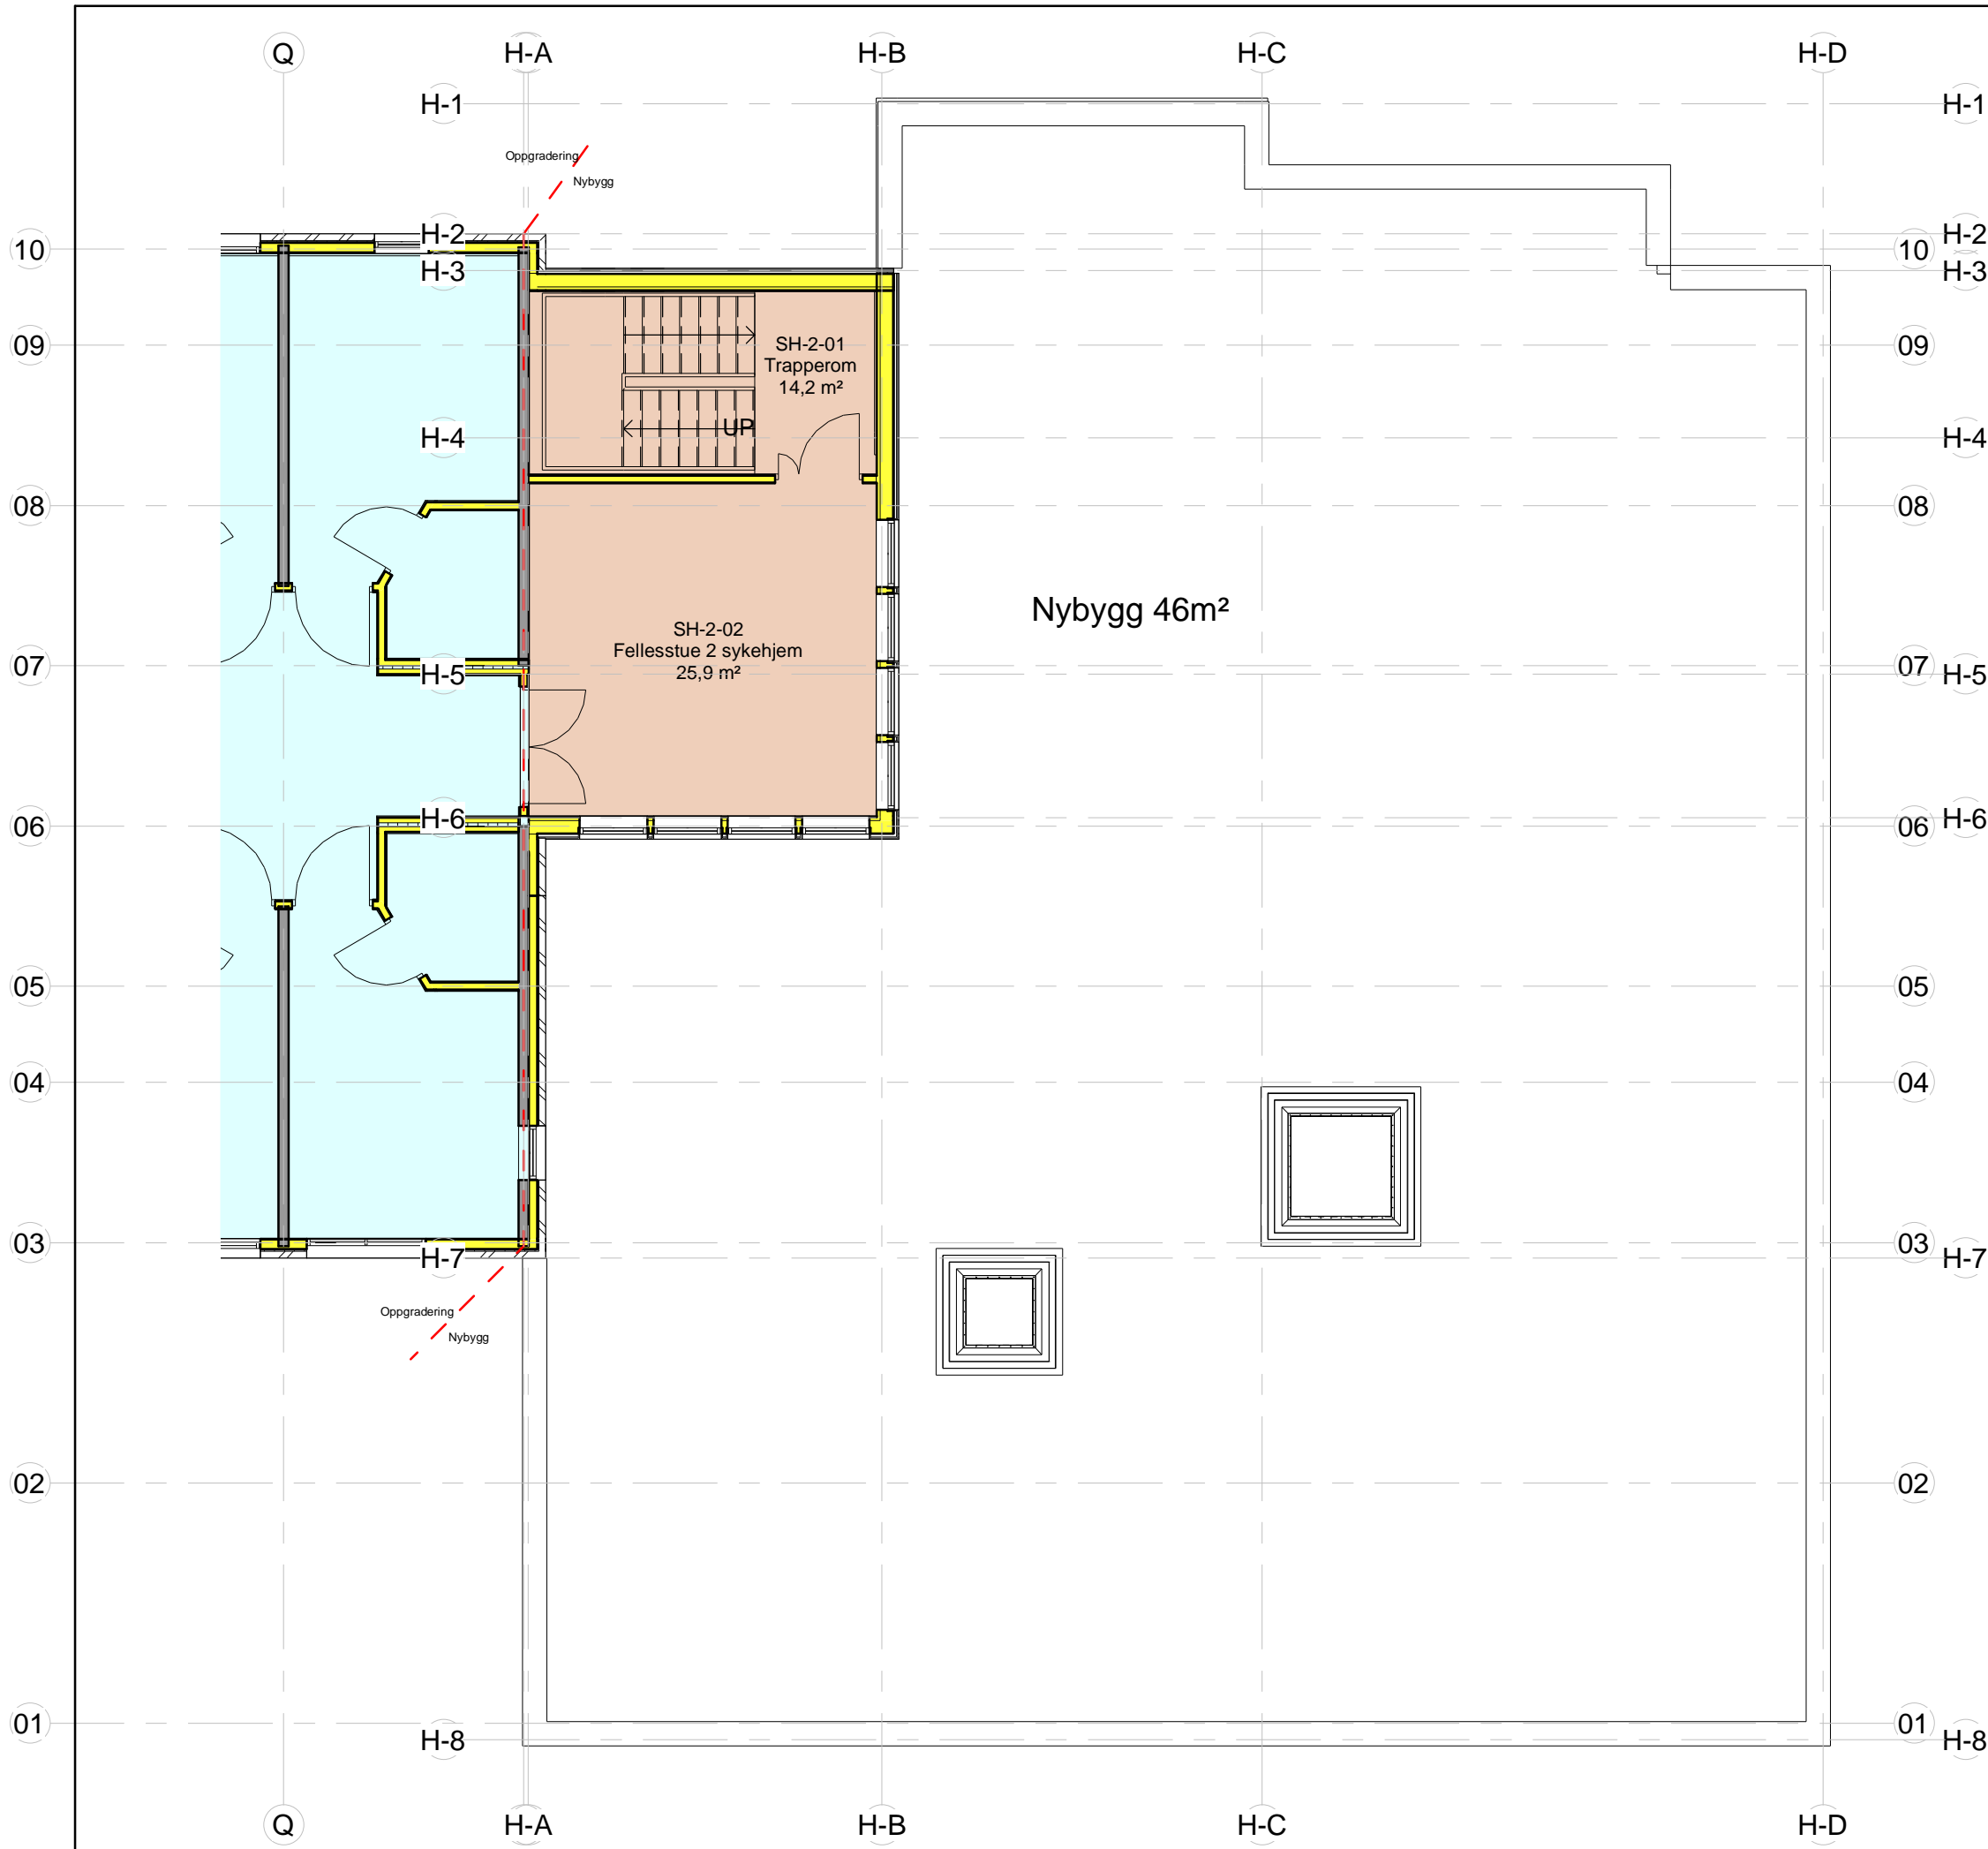 Q
H-A
H-B
H-C
H-D
H-1
H-1
Oppgradering
Nybygg
H-2
H-2
10
10
H-3
H-3
09
SH-2-01
Trapperom
14,2 m²
09
H-4
UP
H-4
08
08
Nybygg 46m²
SH-2-02
Fellesstue 2 sykehjem
25,9 m²
07
07
H-5
H-5
H-6
H-6
06
06
05
05
04
04
03
03
H-7
H-7
Oppgradering
Nybygg
02
02
01
01
H-8
H-8
Q
H-A
H-B
H-C
H-D